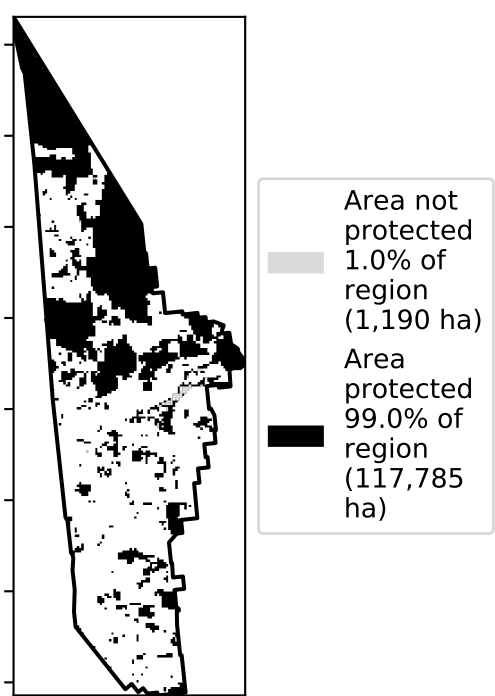 Area not
protected
1.0% of
region
(1,190 ha)
Area
protected
99.0% of
region
(117,785
ha)